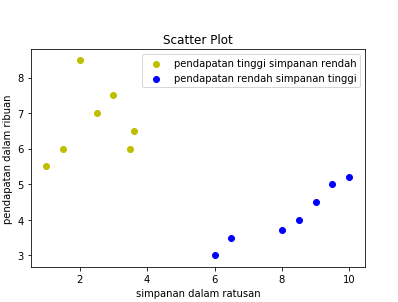 Scatter Plot
pendapatan tinggi simpanan rendah
pendapatan rendah simpanan tinggi
pendapatan dalam ribuan
8
7
6
5
4
3
2 4 6 8 10
simpanan dalam ratusan